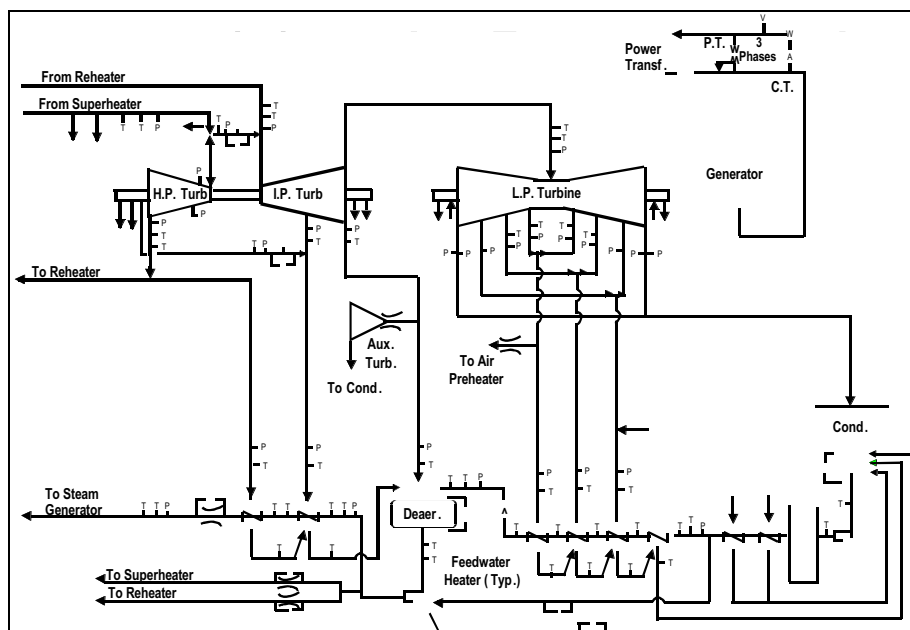 V
P.T.
W
3
Phases
W
W
A
Power
Transf.
C.T.
From Reheater
From Superheater
T
T
P
T
P
T
T
P
T
T
P
P
H.P. Turb
I.P. Turb
L.P. Turbine
Generator
P
P
T
T
P
T
T
P
T
P
T
P
T
P
T
P
T
P
P
P
P
P
T
P
To Reheater
Aux.
Turb.
To Cond.
To Air
Preheater
Cond.
P
T
P
T
P
T
P
T
P
T
P
T
To Steam
Generator
T
T
P
T
T
T
T
P
T
T
P
Deaer.
T
T
T
T
T
T
T
T
P
T
T
T
Feedwater
Heater ( Typ.)
T
T
T
T
T
T
To Superheater
To Reheater